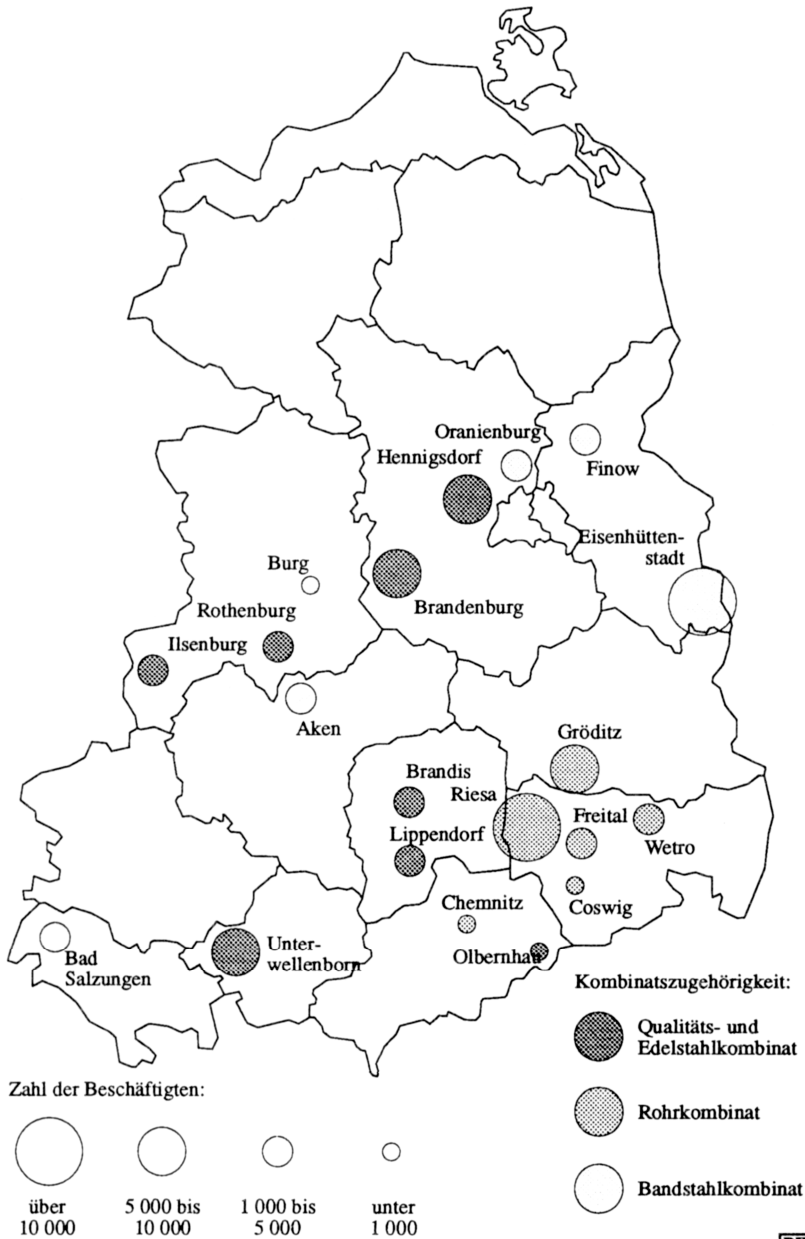 Oranienburg
Hennigsdorf
Finow
Eisenhütten-
stadt
Burg
Brandenburg
Rothenburg
Ilsenburg
Aken
Gröditz
Brandis
Riesa
Freital
Lippendorf
Wetro
Chemnitz
Coswig
Unter-
wellenborn
Olbernhau
Bad
Salzungen
Kombinatszugehörigkeit:
Qualitäts- und
Edelstahlkombinat
Rohrkombinat
Bandstahlkombinat
Zahl der Beschäftigten:
über
10 000
5 000 bis
10 000
1 000 bis
5 000
unter
1 000